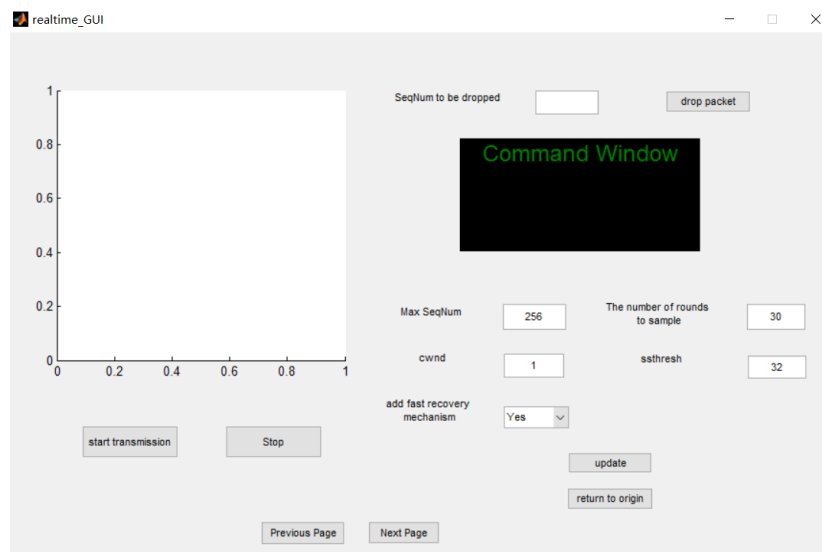 realtime_GUI
SeqNum to be dropped
drop packet
Command Window
1
0.8
0.6
0.4
0.2
0
0 0.2 0.4 0.6 0.8 1
Max SeqNum
256
The number of rounds
to sample
30
cwnd
1
ssthresh
32
add fast recovery
mechanism
Yes
start transmission
Stop
update
return to origin
Previous Page
Next Page